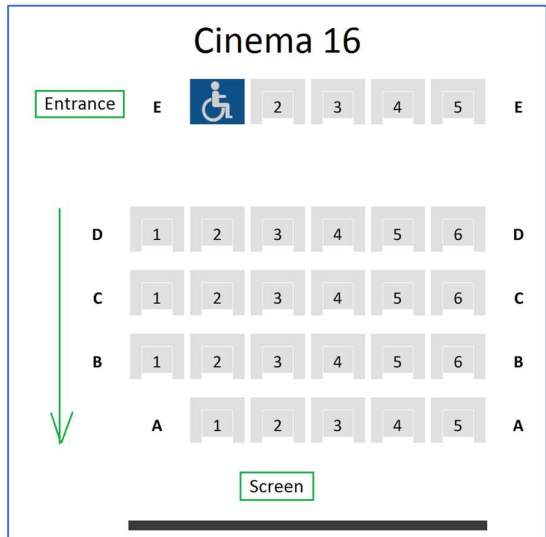 Cinema 16
Entrance E 2 3 4 5 E
D 1 2 3 4 5 6 D
C 1 2 3 4 5 6 C
B 1 2 3 4 5 6 B
A 1 2 3 4 5 A
Screen